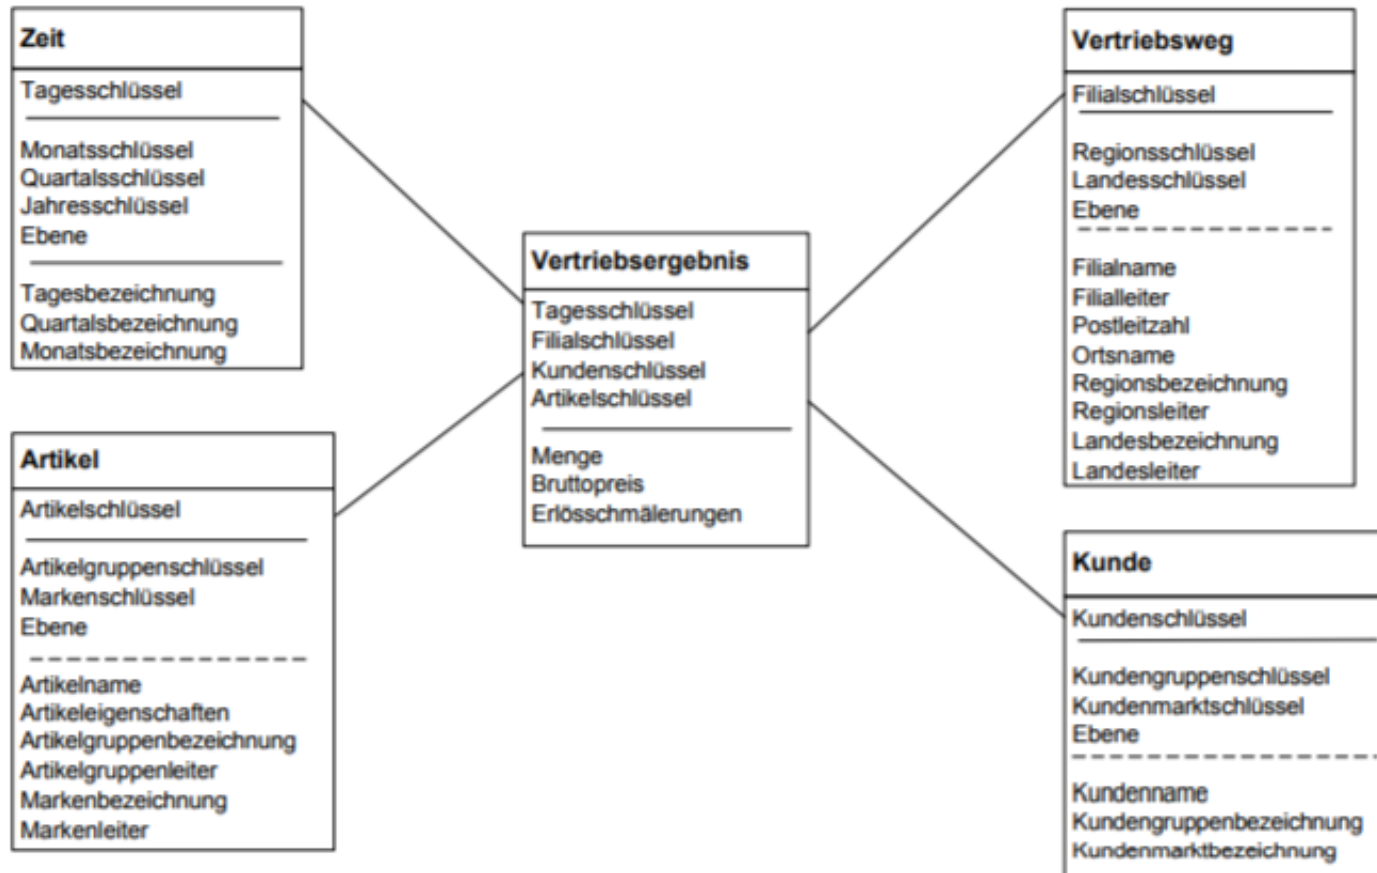 Zeit
Tagesschlüssel
Monatsschlüssel
Quartalsschlüssel
Jahresschlüssel
Ebene
Tagesbezeichnung
Quartalsbezeichnung
Monatsbezeichnung
Artikel
Artikelschlüssel
Artikelgruppenschlüssel
Markenschlüssel
Ebene
Artikelname
Artikeleigenschaften
Artikelgruppenbezeichnung
Artikelgruppenleiter
Markenbezeichnung
Markenleiter
Vertriebsergebnis
Tagesschlüssel
Filialschlüssel
Kundenschlüssel
Artikelschlüssel
Menge
Bruttopreis
Erlösschmälerungen
Vertriebsweg
Filialschlüssel
Regionsschlüssel
Landesschlüssel
Ebene
Filialname
Filialleiter
Postleitzahl
Ortsname
Regionsbezeichnung
Regionsleiter
Landesbezeichnung
Landesleiter
Kunde
Kundenschlüssel
Kundengruppenschlüssel
Kundenmarktschlüssel
Ebene
Kundenname
Kundengruppenbezeichnung
Kundenmarktbezeichnung